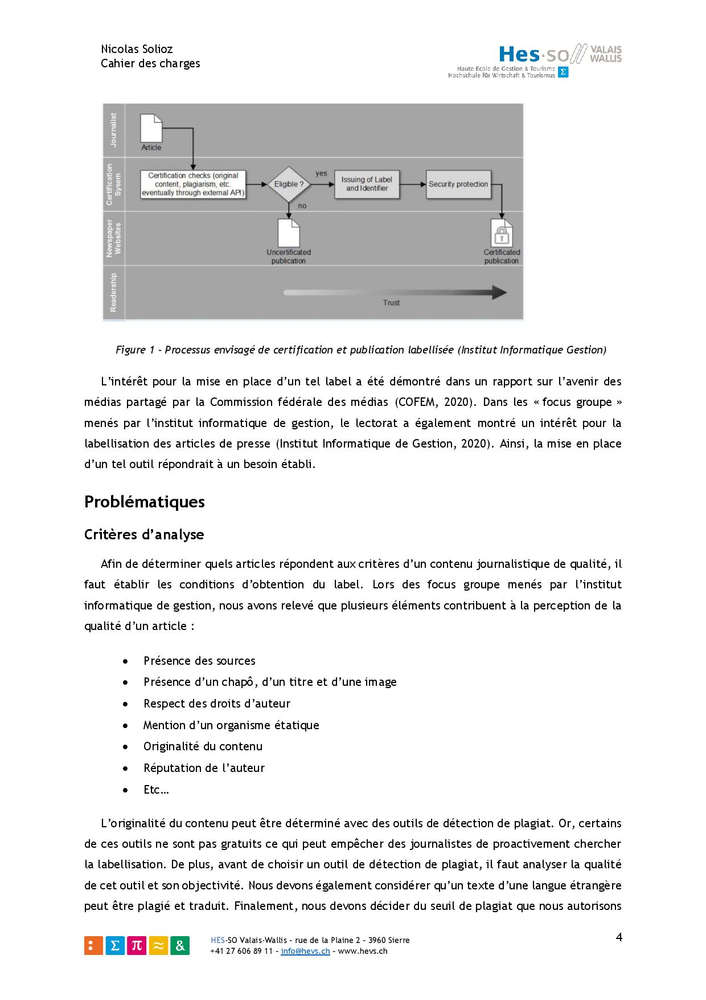 Nicolas Solioz
Cahier des charges
Hes·so VALAIS
WALLIS
Haute Ecole de Gestion & Tourisme
Hochschule für Wirtschaft & Tourismus Σ
Journalist
Article
Certification
Sysem
Certification checks (original
content, plagiarism, etc.
eventually through external API)
Eligible ?
yes
no
Issuing of Label
and Identifier
Security protection
Newspaper
Websites
Uncertificated
publication
Certificated
publication
Readership
Trust
Figure 1 - Processus envisagé de certification et publication labellisée (Institut Informatique Gestion)
L’intérêt pour la mise en place d’un tel label a été démontré dans un rapport sur l’avenir des
médias partagé par la Commission fédérale des médias (COFEM, 2020). Dans les « focus groupe »
menés par l’institut informatique de gestion, le lectorat a également montré un intérêt pour la
labellisation des articles de presse (Institut Informatique de Gestion, 2020). Ainsi, la mise en place
d’un tel outil répondrait à un besoin établi.
Problématiques
Critères d’analyse
Afin de déterminer quels articles répondent aux critères d’un contenu journalistique de qualité, il
faut établir les conditions d’obtention du label. Lors des focus groupe menés par l’institut
informatique de gestion, nous avons relevé que plusieurs éléments contribuent à la perception de la
qualité d’un article :
• Présence des sources
• Présence d’un chapô, d’un titre et d’une image
• Respect des droits d’auteur
• Mention d’un organisme étatique
• Originalité du contenu
• Réputation de l’auteur
• Etc…
L’originalité du contenu peut être déterminé avec des outils de détection de plagiat. Or, certains
de ces outils ne sont pas gratuits ce qui peut empêcher des journalistes de proactivement chercher
la labellisation. De plus, avant de choisir un outil de détection de plagiat, il faut analyser la qualité
de cet outil et son objectivité. Nous devons également considérer qu’un texte d’une langue étrangère
peut être plagié et traduit. Finalement, nous devons décider du seuil de plagiat que nous autorisons
: Σ π ≈ &
HES-SO Valais-Wallis – rue de la Plaine 2 – 3960 Sierre
+41 27 606 89 11 – info@hevs.ch – www.hevs.ch
4